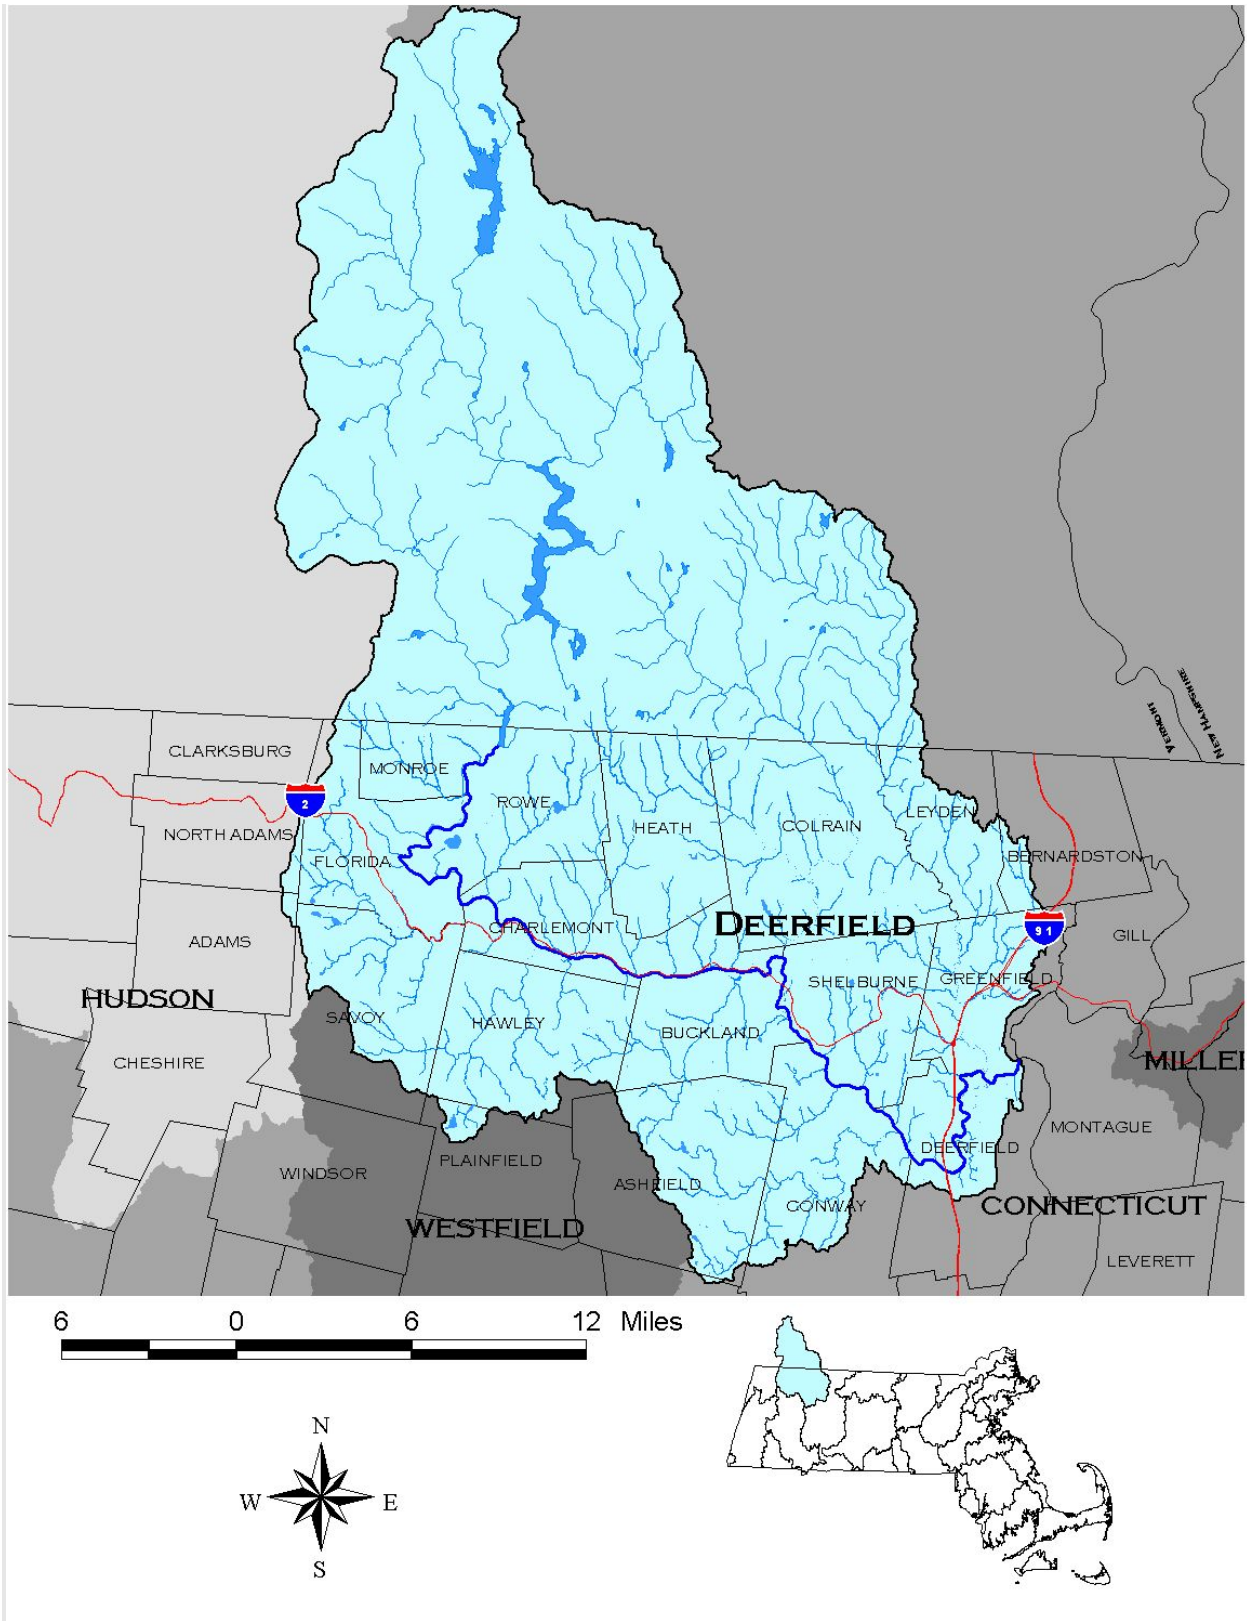 VERMONT
NEW HAMPSHIRE
CLARKSBURG
MONROE
2
NORTH ADAMS
ROWE
HEATH
COLRAIN
LEYDEN
FLORIDA
BERNARDSTON
ADAMS
CHARLEMONT
DEERFIELD
91
GILL
HUDSON
SHELBURNE
GREENFIELD
SAVOY
HAWLEY
BUCKLAND
CHESHIRE
MILLER
MONTAGUE
WINDSOR
PLAINFIELD
DEERFIELD
ASHFIELD
CONWAY
CONNECTICUT
WESTFIELD
LEVERETT
6 0 6 12 Miles
N
W E
S